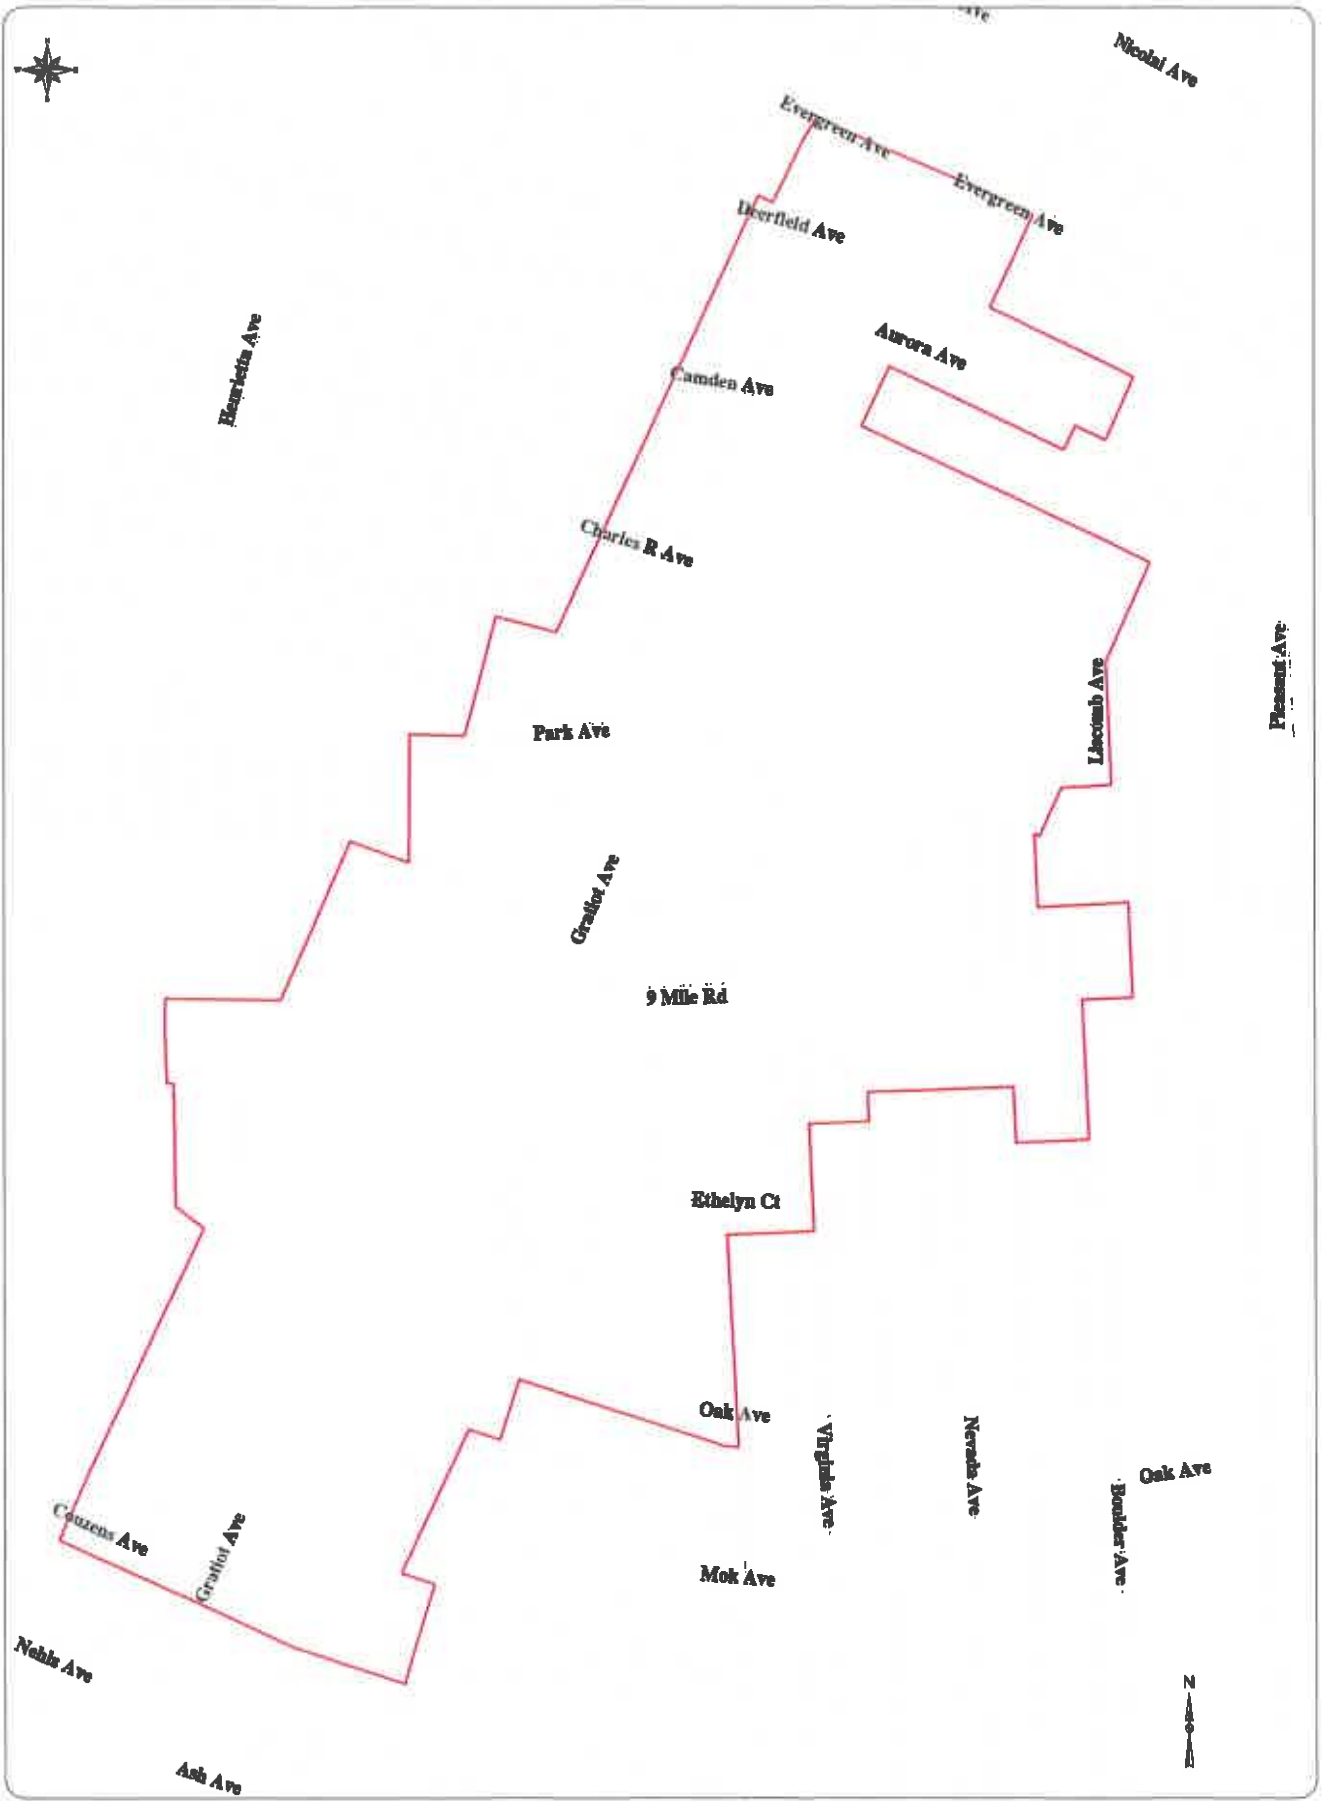 Nicolai Ave
Evergreen Ave
Evergreen Ave
Deerfield Ave
Henrietta Ave
Aurora Ave
Camden Ave
Charles R Ave
Pleasant Ave
Liscomb Ave
Park Ave
Gratiot Ave
9 Mile Rd
Ethelyn Ct
Oak Ave
Virginia Ave
Nevada Ave
Oak Ave
Boulder Ave
Couzens Ave
Gratiot Ave
Mok Ave
Nehls Ave
N
Ash Ave